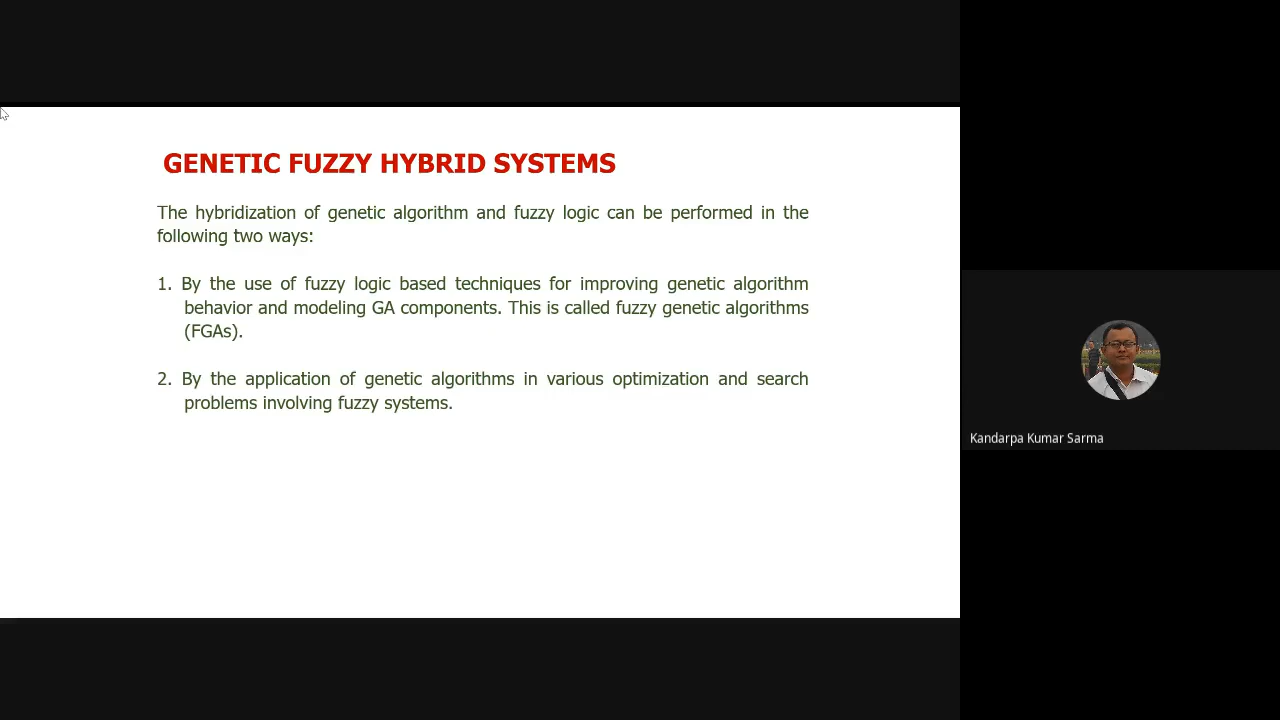 GENETIC FUZZY HYBRID SYSTEMS
The hybridization of genetic algorithm and fuzzy logic can be performed in the
following two ways:
1. By the use of fuzzy logic based techniques for improving genetic algorithm
behavior and modeling GA components. This is called fuzzy genetic algorithms
(FGAs).
2. By the application of genetic algorithms in various optimization and search
problems involving fuzzy systems.
Kandarpa Kumar Sarma